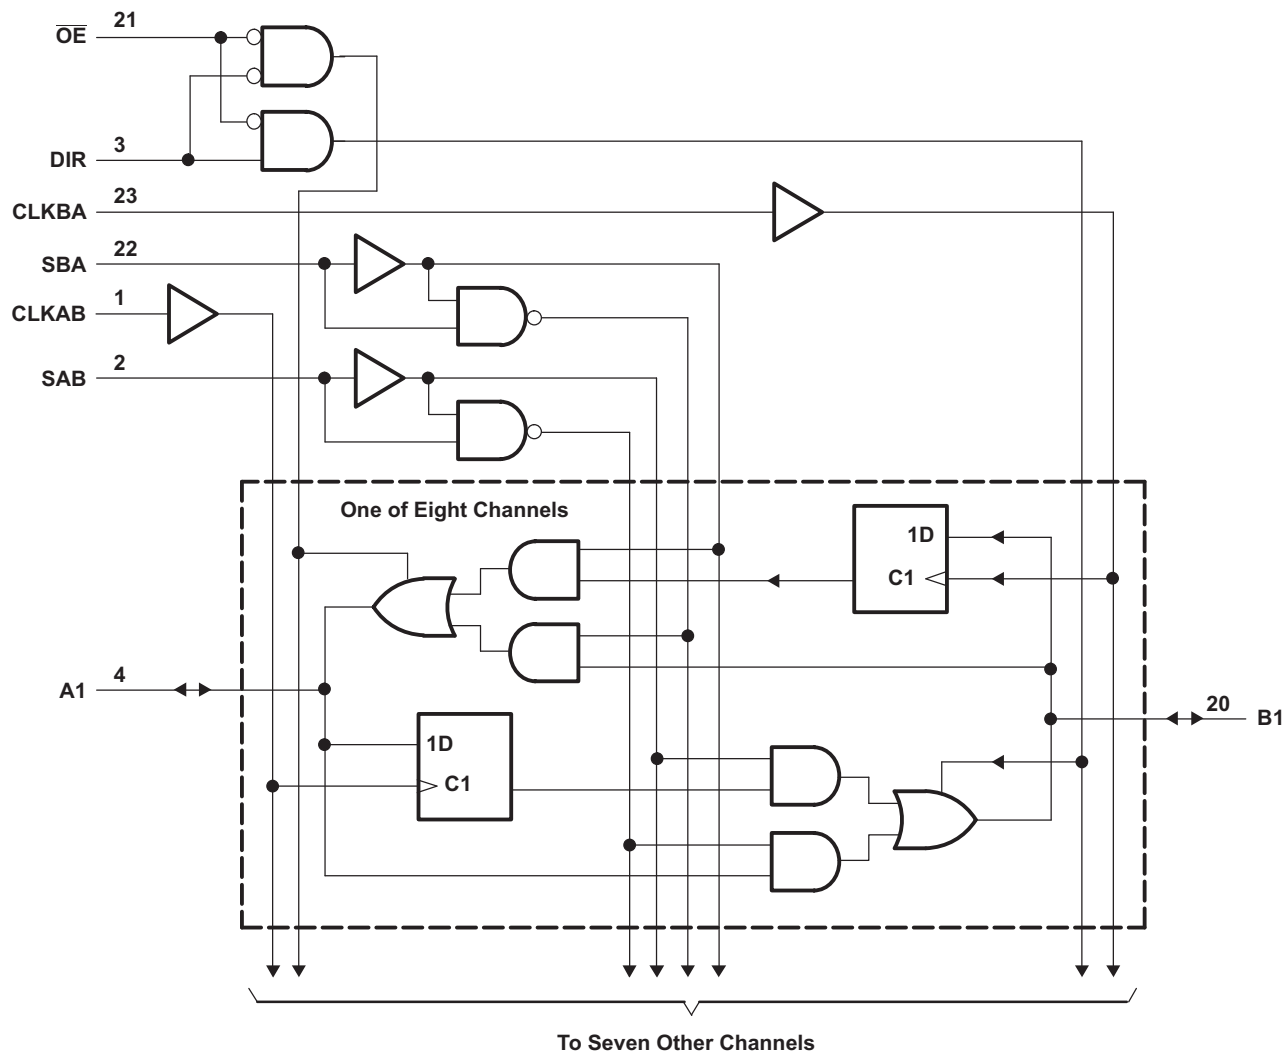 OE 21
DIR 3
CLKBA 23
SBA 22
CLKAB 1
SAB 2
One of Eight Channels
1D
C1
A1 4
1D
C1
20 B1
To Seven Other Channels